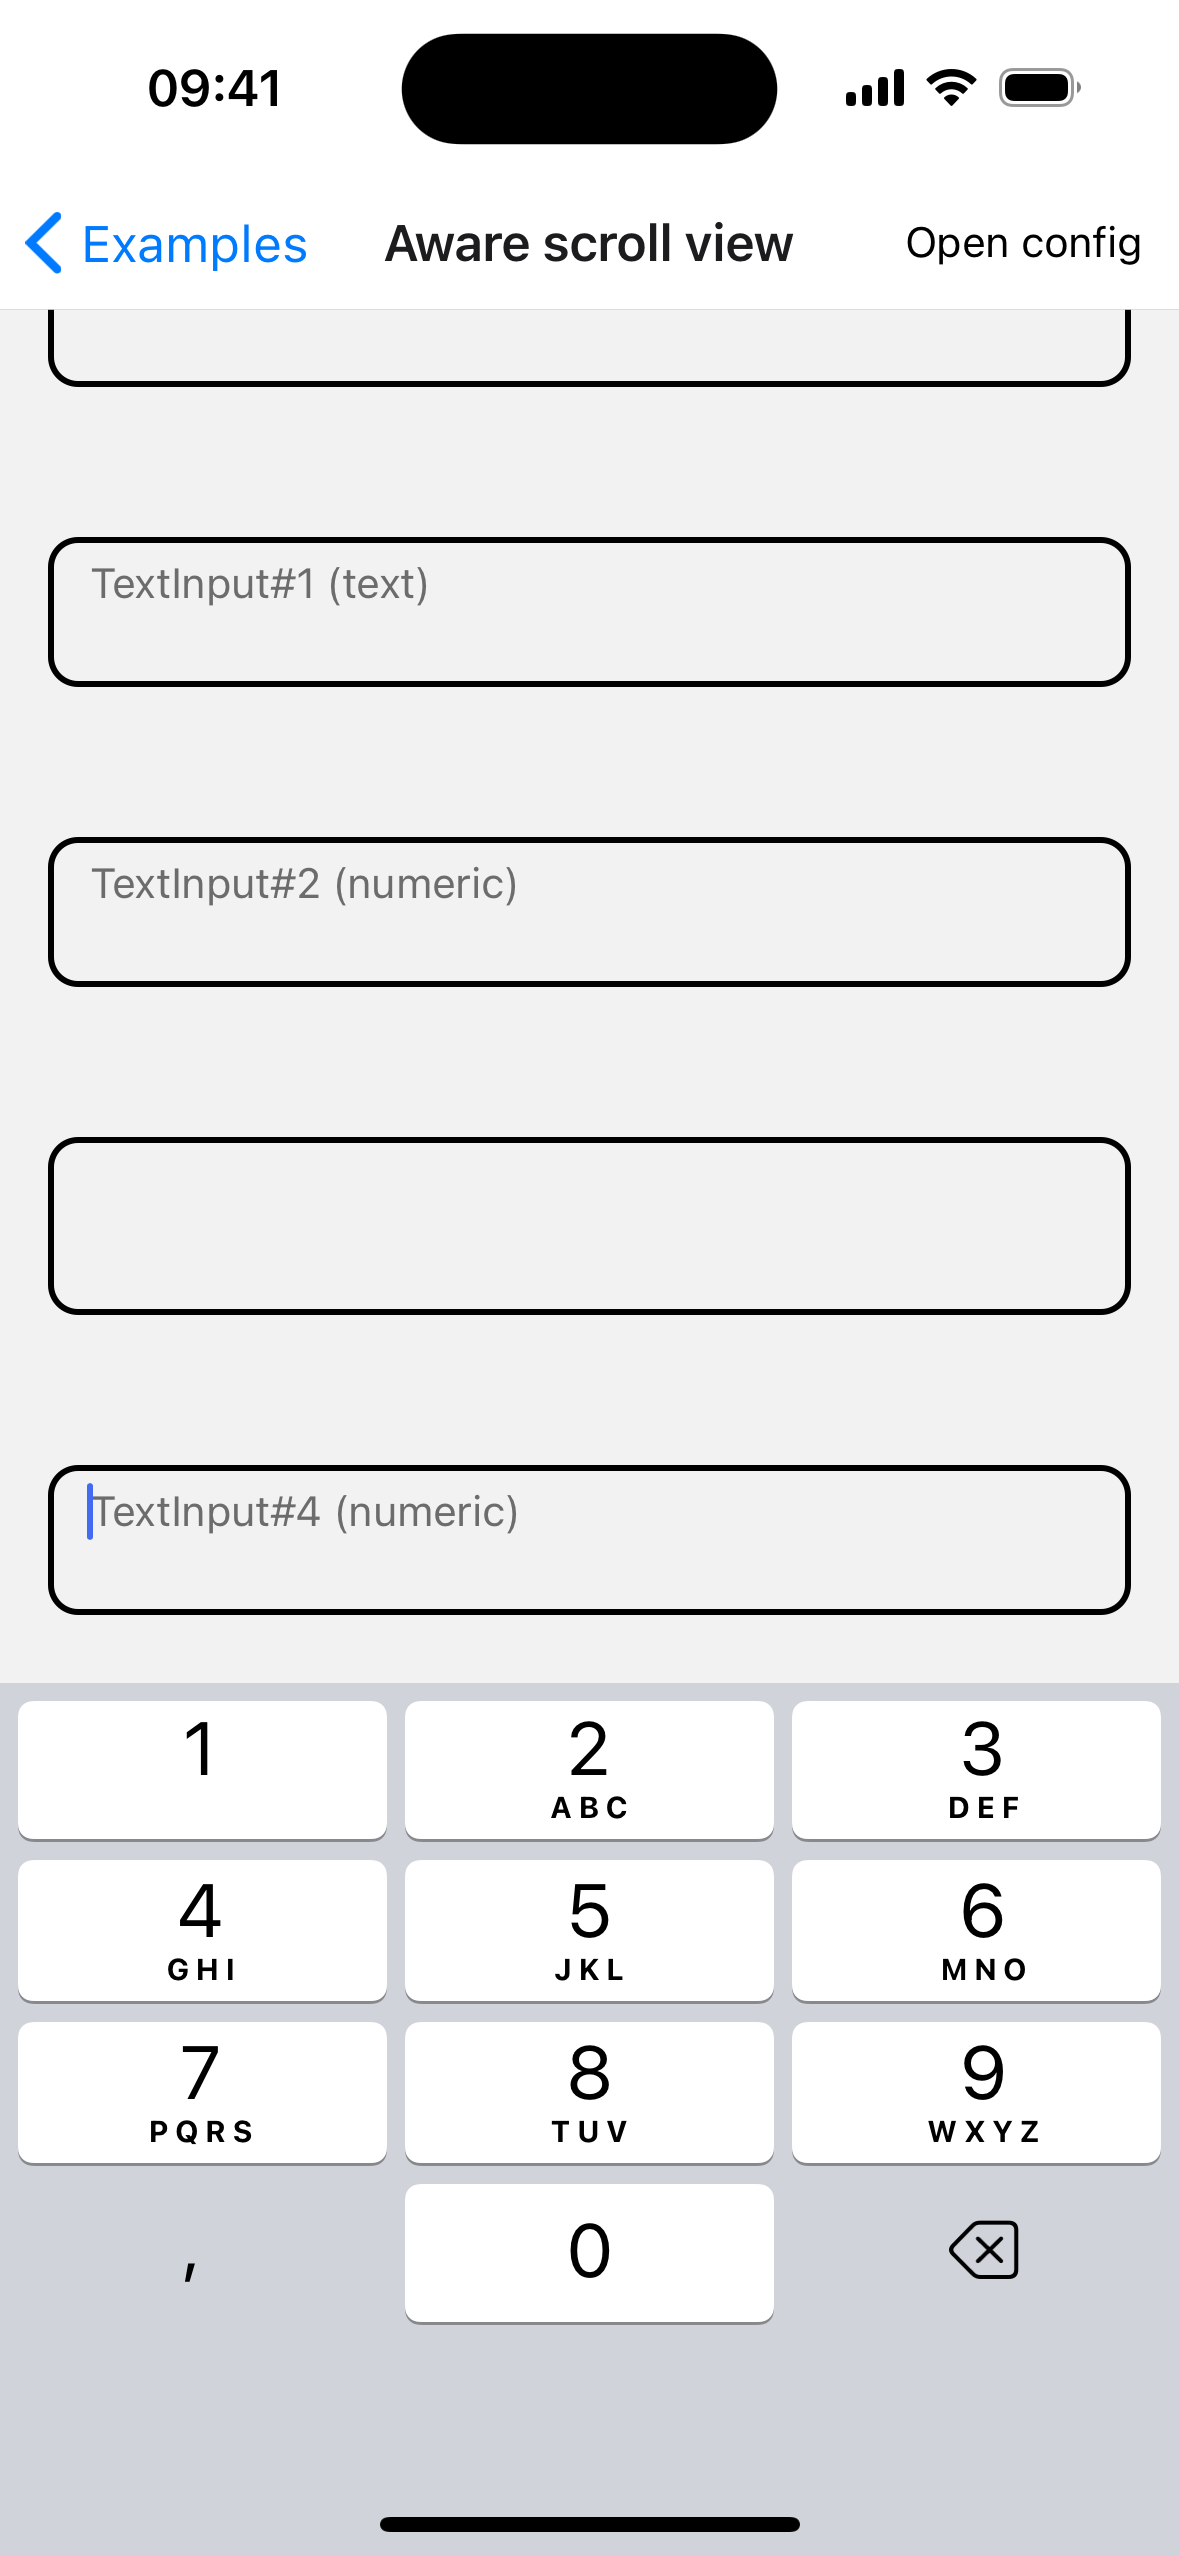 09:41
Examples
Aware scroll view
Open config
TextInput#1 (text)
TextInput#2 (numeric)
TextInput#4 (numeric)
1
2
ABC
3
DEF
4
GHI
5
JKL
6
MNO
7
PQRS
8
TUV
9
WXYZ
,
0